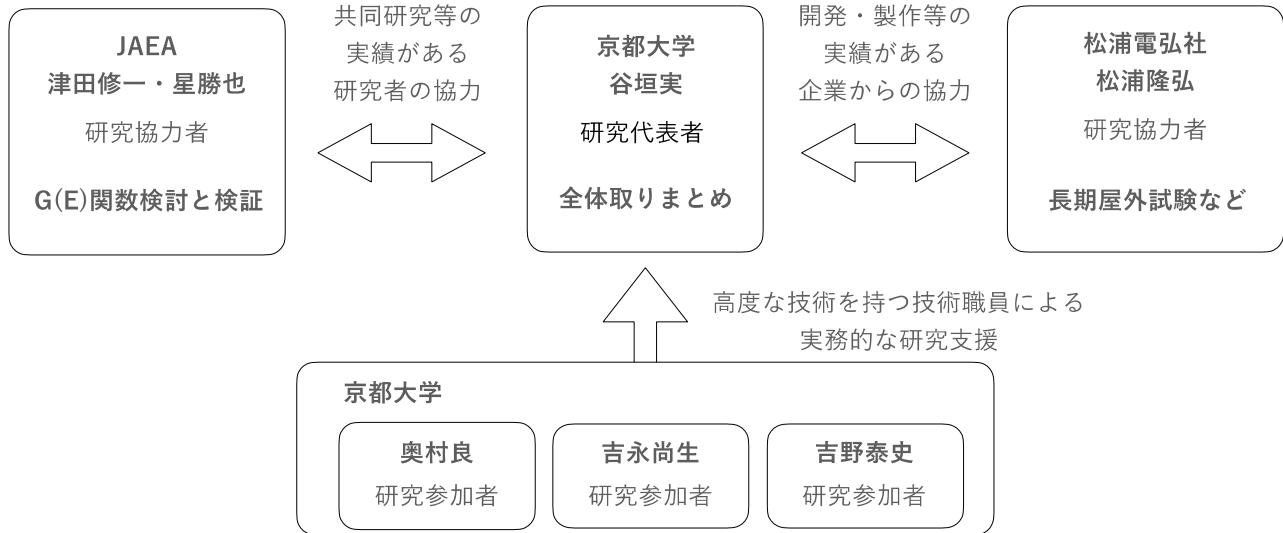 JAEA
津田修一・星勝也
研究協力者
G(E)関数検討と検証
共同研究等の
実績がある
研究者の協力
京都大学
谷垣実
研究代表者
全体取りまとめ
開発・製作等の
実績がある
企業からの協力
松浦電弘社
松浦隆弘
研究協力者
長期屋外試験など
高度な技術を持つ技術職員による
実務的な研究支援
京都大学
奥村良
研究参加者
吉永尚生
研究参加者
吉野泰史
研究参加者